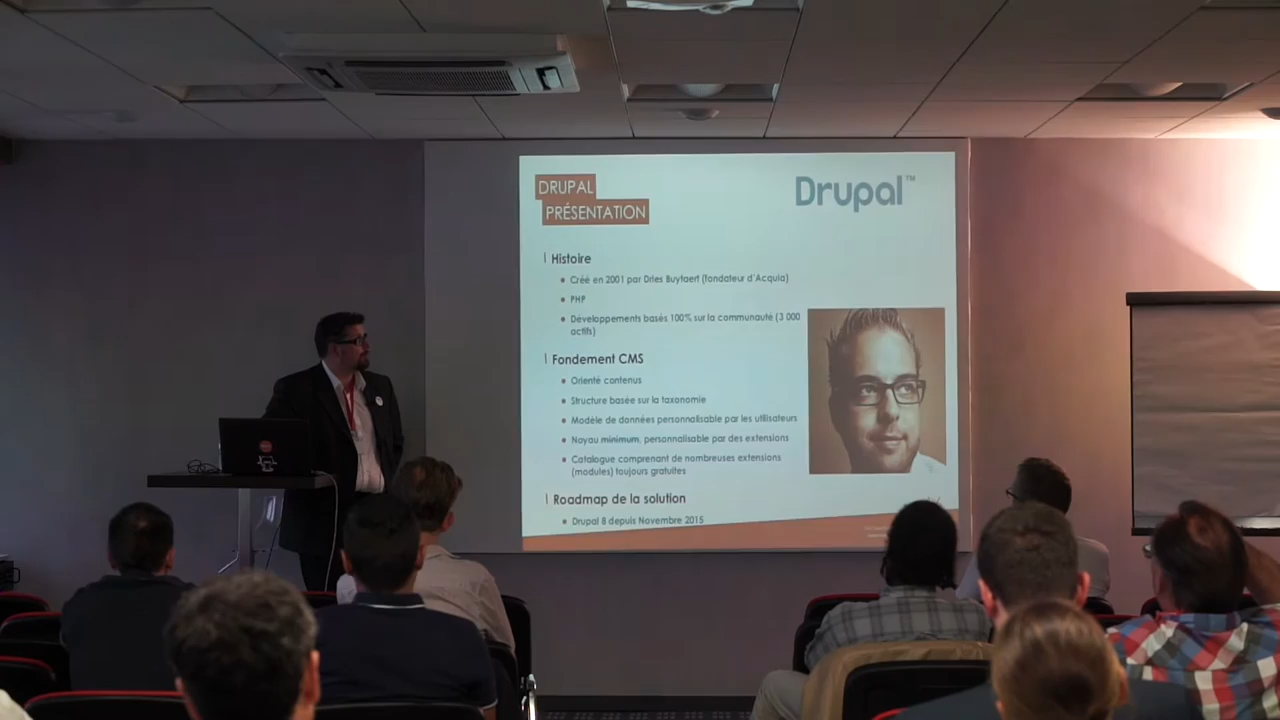 DRUPAL
PRÉSENTATION
Drupal™
Histoire
Créé en 2001 par Dries Buytaert (fondateur d'Acquia)
PHP
Développements basés 100% sur la communauté (3 000
actifs)
Fondement CMS
Orienté contenus
Structure basée sur la taxonomie
Modèle de données personnalisable par les utilisateurs
Noyau minimum, personnalisable par des extensions
Catalogue comprenant de nombreuses extensions
(modules) toujours gratuites
Roadmap de la solution
Drupal 8 depuis Novembre 2015